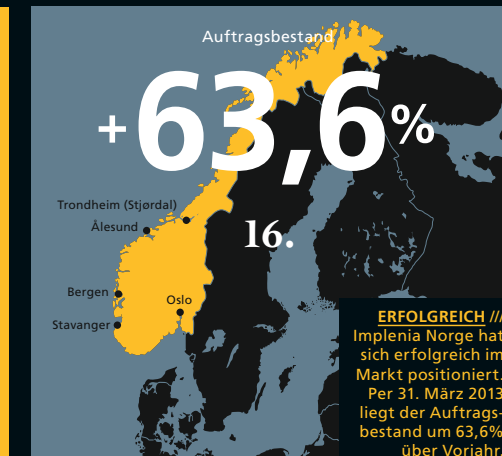 Auftragsbestand
+63,6%
16.
Trondheim (Stjørdal)
Ålesund
Bergen
Oslo
Stavanger
ERFOLGREICH ///
Implenia Norge hat
sich erfolgreich im
Markt positioniert.
Per 31. März 2013
liegt der Auftrags-
bestand um 63,6%
über Vorjahr